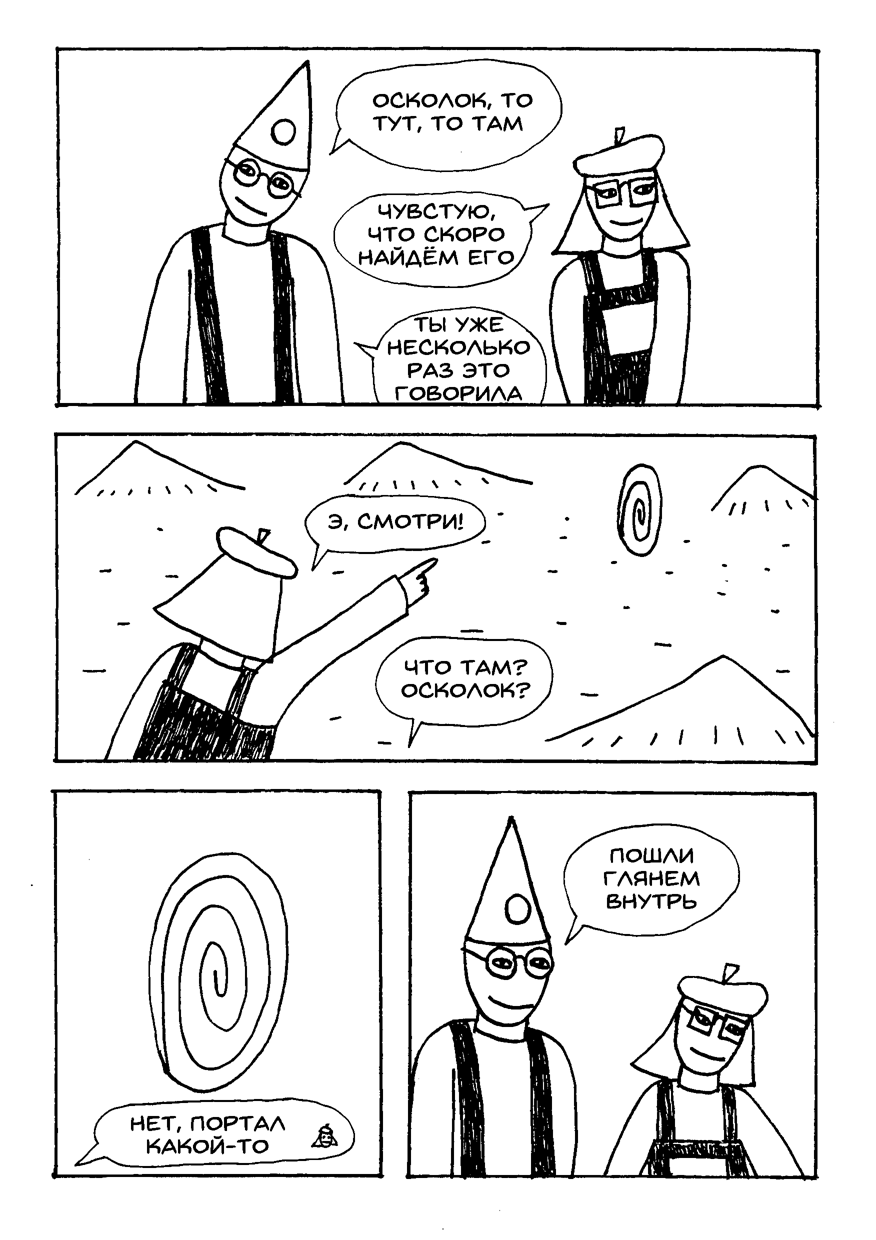 ОСКОЛОК, ТО
ТУТ, ТО ТАМ
ЧУВСТУЮ,
ЧТО СКОРО
НАЙДЁМ ЕГО
ТЫ УЖЕ
НЕСКОЛЬКО
РАЗ ЭТО
ГОВОРИЛА
Э, СМОТРИ!
ЧТО ТАМ?
ОСКОЛОК?
НЕТ, ПОРТАЛ
КАКОЙ-ТО
ПОШЛИ
ГЛЯНЕМ
ВНУТРЬ